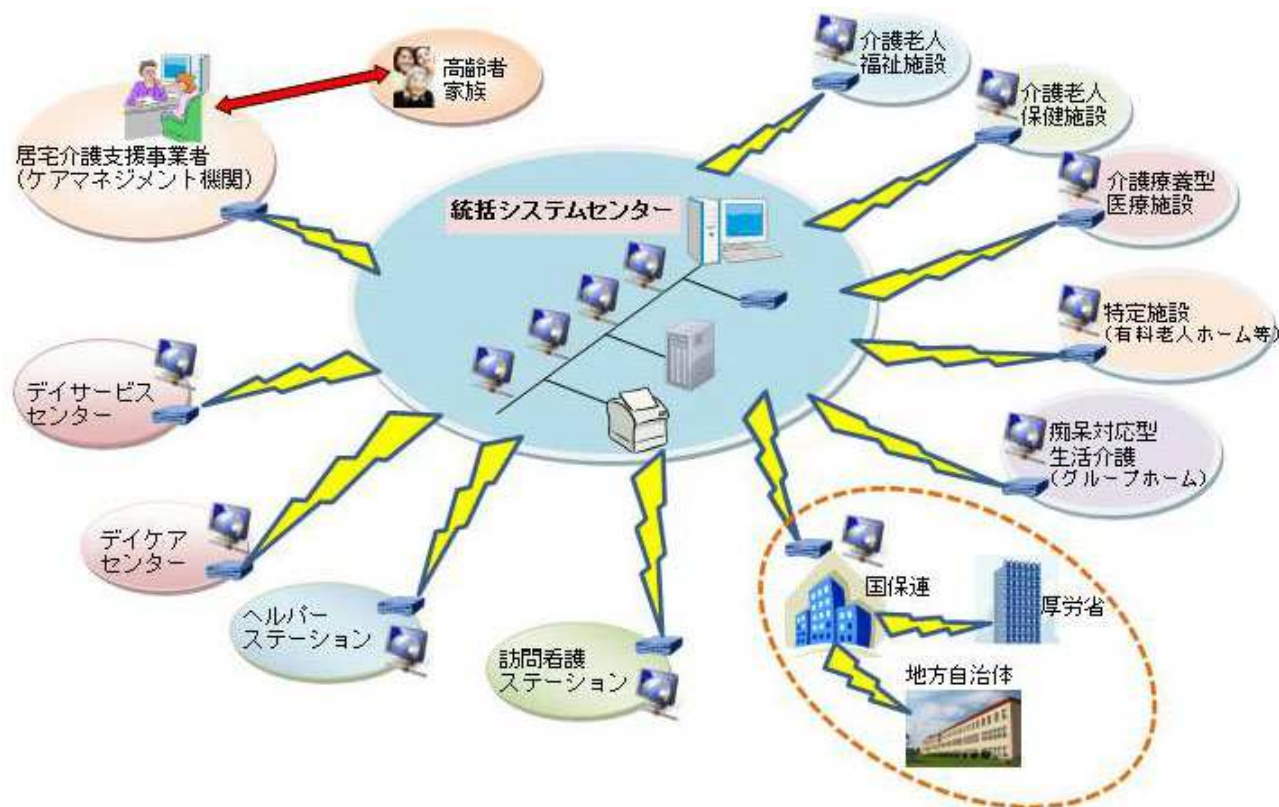 高齢者
家族
居宅介護支援事業者
(ケアマネジメント機関)
統括システムセンター
介護老人
福祉施設
介護老人
保健施設
介護療養型
医療施設
特定施設
(有料老人ホーム等)
痴呆対応型
生活介護
(グループホーム)
デイサービス
センター
デイケア
センター
ヘルパー
ステーション
訪問看護
ステーション
国保連
厚労省
地方自治体